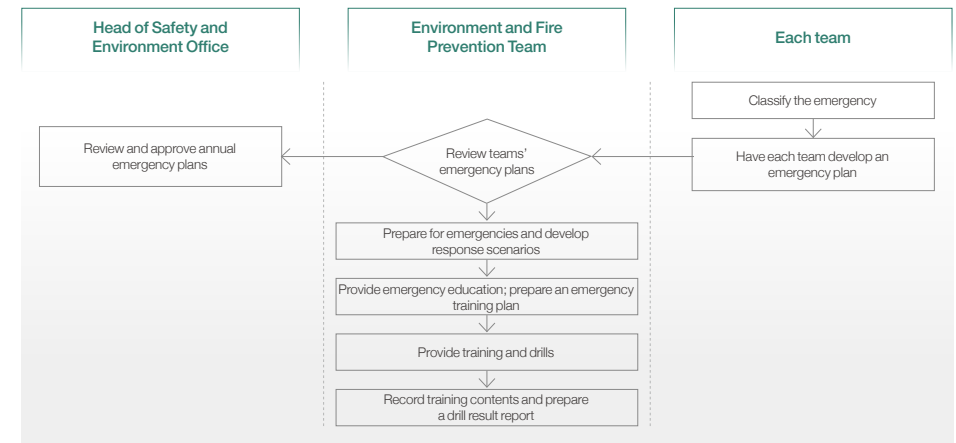 Head of Safety and
Environment Office
Environment and Fire
Prevention Team
Each team
Classify the emergency
Have each team develop an
emergency plan
Review teams'
emergency plans
Review and approve annual
emergency plans
Prepare for emergencies and develop
response scenarios
Provide emergency education; prepare an emergency
training plan
Provide training and drills
Record training contents and prepare
a drill result report